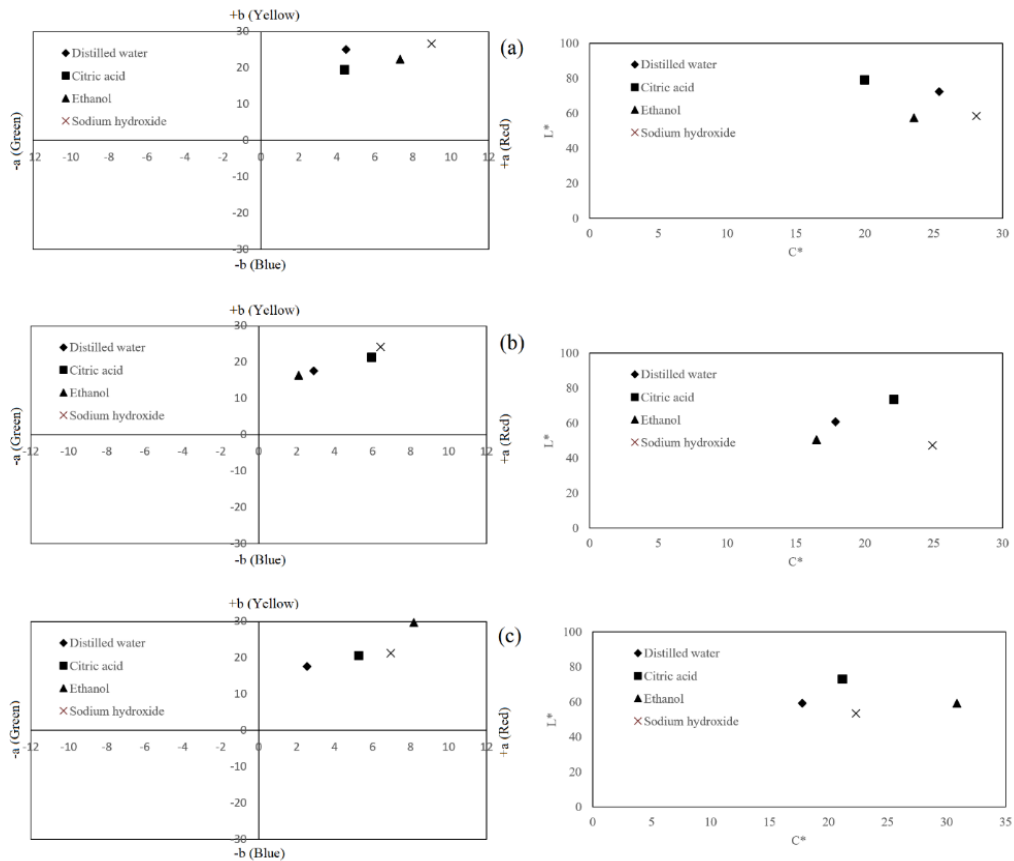 +b (Yellow)
30
20
10
0
-10
-20
-30
12 -10 -8 -6 -4 -2 0 2 4 6 8 10 12
-a (Green)
+a (Red)
-b (Blue)
Distilled water
Citric acid
Ethanol
Sodium hydroxide
(a)
100
80
60
40
20
0
L*
0 5 10 15 20 25 30
C*
Distilled water
Citric acid
Ethanol
Sodium hydroxide
+b (Yellow)
30
20
10
0
-10
-20
-30
-12 -10 -8 -6 -4 -2 0 2 4 6 8 10 12
-a (Green)
+a (Red)
-b (Blue)
Distilled water
Citric acid
Ethanol
Sodium hydroxide
(b)
100
80
60
40
20
0
L*
0 5 10 15 20 25 30
C*
Distilled water
Citric acid
Ethanol
Sodium hydroxide
+b (Yellow)
30
20
10
0
-10
-20
-30
-12 -10 -8 -6 -4 -2 0 2 4 6 8 10 12
-a (Green)
+a (Red)
-b (Blue)
Distilled water
Citric acid
Ethanol
Sodium hydroxide
(c)
100
80
60
40
20
0
L*
0 5 10 15 20 25 30 35
C*
Distilled water
Citric acid
Ethanol
Sodium hydroxide